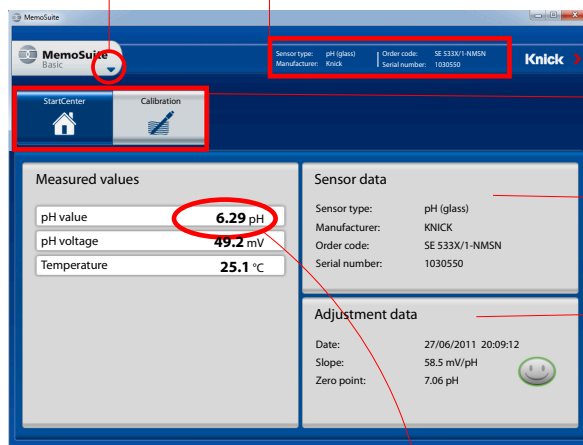 MemoSuite
MemoSuite
Basic
Sensor type: pH (glass) Order code: SE 533X/1-NMSN
Manufacturer: Knick Serial number: 1030550
Knick
StartCenter Calibration
Measured values
pH value 6.29 pH
pH voltage 49.2 mV
Temperature 25.1 °C
Sensor data
Sensor type: pH (glass)
Manufacturer: KNICK
Order code: SE 533X/1-NMSN
Serial number: 1030550
Adjustment data
Date: 27/06/2011 20:09:12
Slope: 58.5 mV/pH
Zero point: 7.06 pH